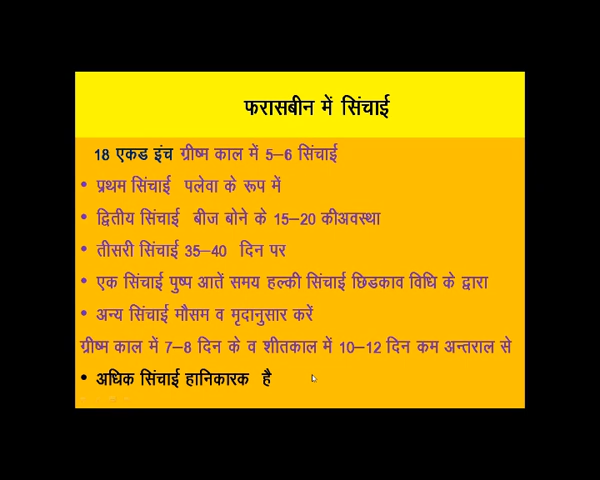 फरासबीन में सिंचाई
18 एकड इंच ग्रीष्म काल में 5–6 सिंचाई
• प्रथम सिंचाई पलेवा के रूप में
• द्वितीय सिंचाई बीज बोने के 15–20 कीअवस्था
• तीसरी सिंचाई 35–40 दिन पर
• एक सिंचाई पुष्प आतें समय हल्की सिंचाई छिडकाव विधि के द्वारा
• अन्य सिंचाई मौसम व मृदानुसार करें
ग्रीष्म काल में 7–8 दिन के व शीतकाल में 10–12 दिन कम अन्तराल से
• अधिक सिंचाई हानिकारक है